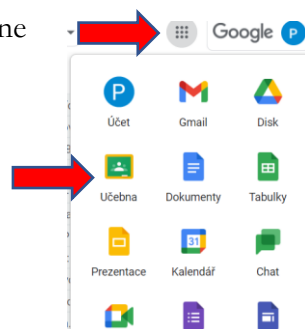 ne
Google P
P
Účet Gmail Disk
Učebna Dokumenty Tabulky
31
Prezentace Kalendář Chat